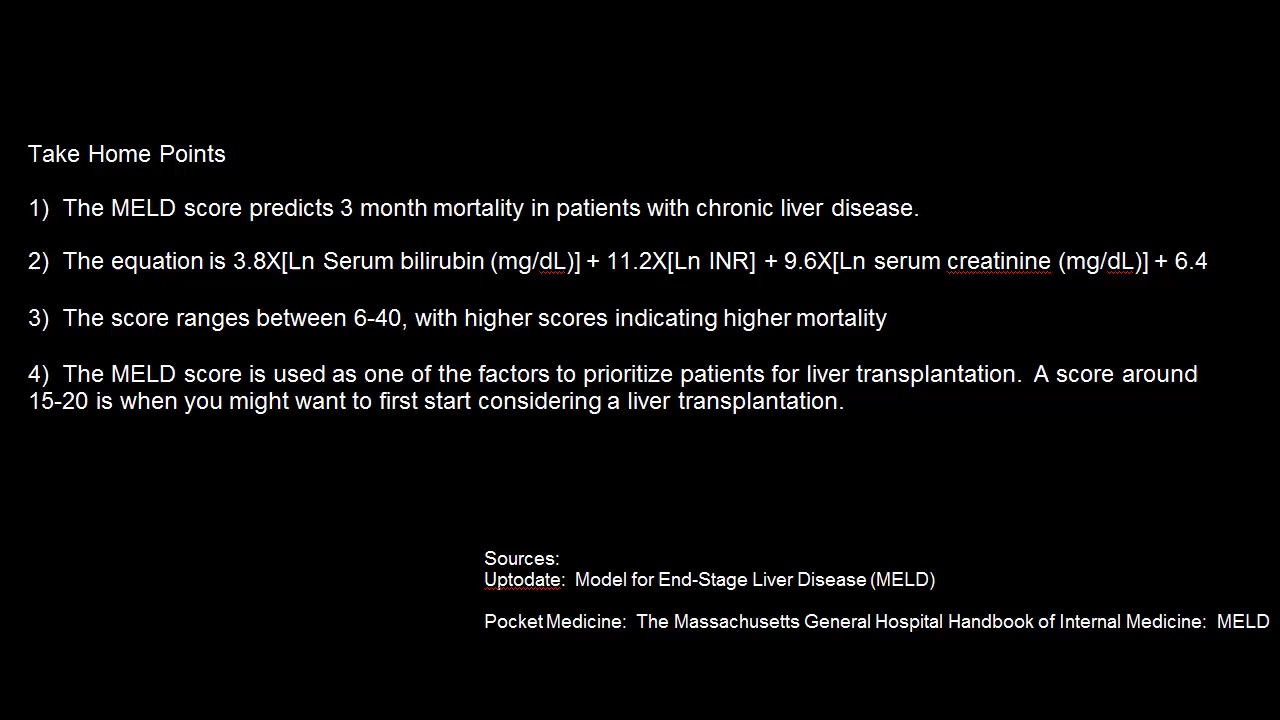 Take Home Points
1)  The MELD score predicts 3 month mortality in patients with chronic liver disease.
2)  The equation is 3.8X[Ln Serum bilirubin (mg/dL)] + 11.2X[Ln INR] + 9.6X[Ln serum creatinine (mg/dL)] + 6.4
3)  The score ranges between 6-40, with higher scores indicating higher mortality
4)  The MELD score is used as one of the factors to prioritize patients for liver transplantation.  A score around
15-20 is when you might want to first start considering a liver transplantation.
Sources:
Uptodate:  Model for End-Stage Liver Disease (MELD)
Pocket Medicine:  The Massachusetts General Hospital Handbook of Internal Medicine:  MELD